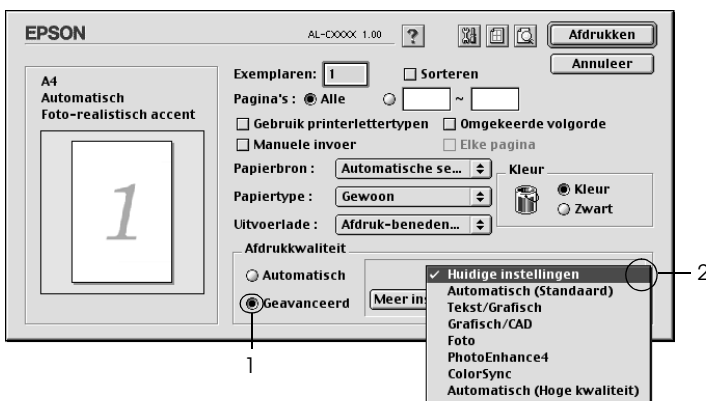 EPSON
AL-CXXXX 1.00
?
Afdrukken
Annuleer
A4
Automatisch
Foto-realistisch accent
1
Exemplaren: 1
Sorteren
Pagina's : Alle ~
Gebruik printerlettertypen
Omgekeerde volgorde
Manuele invoer
Elke pagina
Papierbron : Automatische se...
Papiertype : Gewoon
Uitvoerlade : Afdruk-beneden...
Kleur
Kleur
Zwart
Afdrukkwaliteit
Automatisch
Geavanceerd
Meer ins
✓ Huidige instellingen
Automatisch (Standaard)
Tekst/Grafisch
Grafisch/CAD
Foto
PhotoEnhance4
ColorSync
Automatisch (Hoge kwaliteit)
1
2